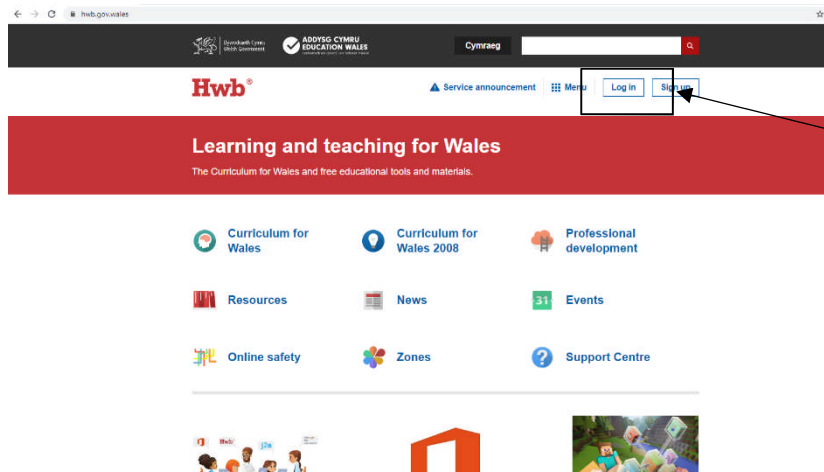 hwb.gov.wales
Llywodraeth Cymru
Welsh Government
ADDYSG CYMRU
EDUCATION WALES
Cymraeg
Hwb
Service announcement
Menu
Log in
Sign up
Learning and teaching for Wales
The Curriculum for Wales and free educational tools and materials.
Curriculum for
Wales
Curriculum for
Wales 2008
Professional
development
Resources
News
31
Events
Online safety
Zones
Support Centre
Hwb
j2e